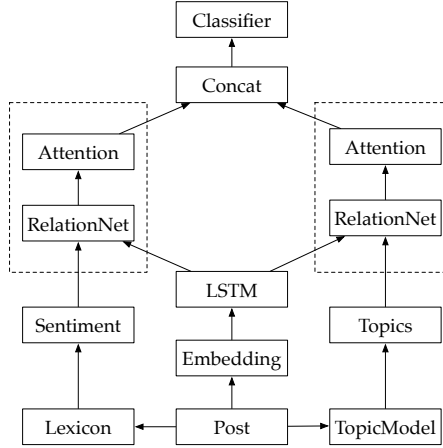 Classifier
Concat
Attention
Attention
RelationNet
RelationNet
LSTM
Sentiment
Topics
Embedding
Lexicon
Post
TopicModel